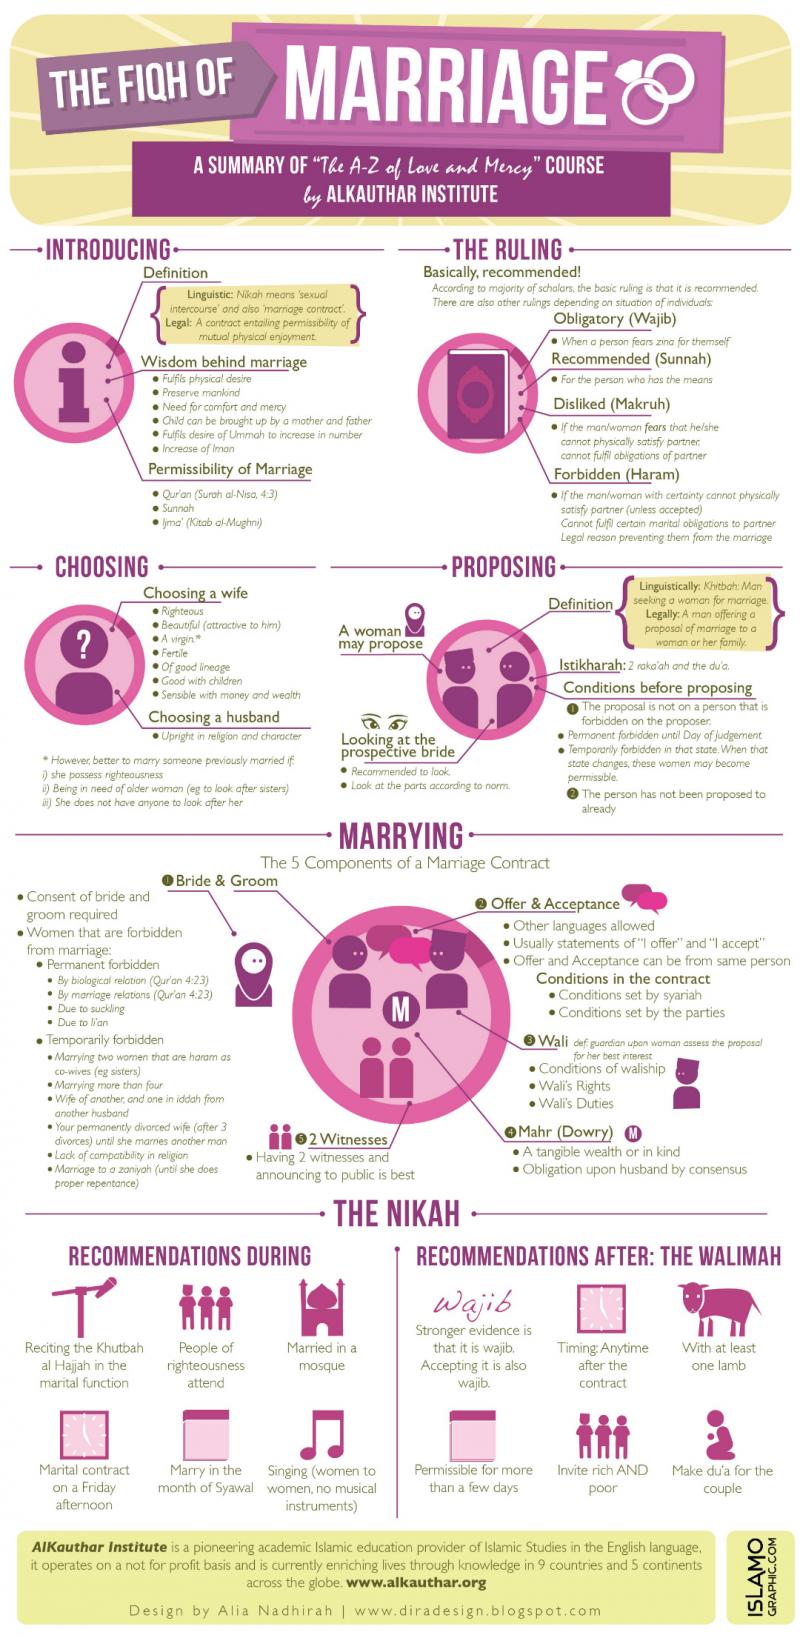 THE FIQH OF
MARRIAGE
A SUMMARY OF "The A-Z of Love and Mercy" COURSE
by ALKAUTHAR INSTITUTE
INTRODUCING
Definition
Linguistic: Nikah means 'sexual
intercourse' and also 'marriage contract'.
Legal: A contract entailing permissibility of
mutual physical enjoyment.
Wisdom behind marriage
Fulfils physical desire
Preserve mankind
Need for comfort and mercy
Child can be brought up by a mother and father
Fulfils desire of Ummah to increase in number
Increase of Iman
Permissibility of Marriage
Qur'an (Surah al-Nisa, 4:3)
Sunnah
Ijma' (Kitab al-Mughni)
THE RULING
Basically, recommended!
According to majority of scholars, the basic ruling is that it is recommended.
There are also other rulings depending on situation of individuals:
Obligatory (Wajib)
When a person fears zina for themself
Recommended (Sunnah)
For the person who has the means
Disliked (Makruh)
If the man/woman fears that he/she
cannot physically satisfy partner,
cannot fulfil obligations of partner
Forbidden (Haram)
If the man/woman with certainty cannot physically
satisfy partner (unless accepted)
Cannot fulfil certain marital obligations to partner
Legal reason preventing them from the marriage
CHOOSING
?
Choosing a wife
Righteous
Beautiful (attractive to him)
A virgin.*
Fertile
Of good lineage
Good with children
Sensible with money and wealth
Choosing a husband
Upright in religion and character
* However, better to marry someone previously married if:
i) she possess righteousness
ii) Being in need of older woman (eg to look after sisters)
iii) She does not have anyone to look after her
PROPOSING
Definition
Linguistically: Khitbah: Man
seeking a woman for marriage.
Legally: A man offering a
proposal of marriage to a
woman or her family.
A woman
may propose
Istikharah: 2 raka'ah and the du'a.
Conditions before proposing
1 The proposal is not on a person that is
forbidden on the proposer.
Permanent forbidden until Day of Judgement
Temporarily forbidden in that state. When that
state changes, these women may become
permissible.
2 The person has not been proposed to
already
Looking at the
prospective bride
Recommended to look.
Look at the parts according to norm.
MARRYING
The 5 Components of a Marriage Contract
1 Bride & Groom
Consent of bride and
groom required
Women that are forbidden
from marriage:
Permanent forbidden
By biological relation (Qur'an 4:23)
By marriage relations (Qur'an 4:23)
Due to suckling
Due to li'an
Temporarily forbidden
Marrying two women that are haram as
co-wives (eg sisters)
Marrying more than four
Wife of another, and one in iddah from
another husband
Your permanently divorced wife (after 3
divorces) until she marries another man
Lack of compatibility in religion
Marriage to a zaniyah (until she does
proper repentance)
M
2 Offer & Acceptance
Other languages allowed
Usually statements of "I offer" and "I accept"
Offer and Acceptance can be from same person
Conditions in the contract
Conditions set by syariah
Conditions set by the parties
3 Wali def: guardian upon woman assess the proposal
for her best interest
Conditions of waliship
Wali's Rights
Wali's Duties
4 Mahr (Dowry) M
A tangible wealth or in kind
Obligation upon husband by consensus
5 2 Witnesses
Having 2 witnesses and
announcing to public is best
THE NIKAH
RECOMMENDATIONS DURING
Reciting the Khutbah
al Hajjah in the
marital function
People of
righteousness
attend
Married in a
mosque
Marital contract
on a Friday
afternoon
Marry in the
month of Syawal
Singing (women to
women, no musical
instruments)
RECOMMENDATIONS AFTER: THE WALIMAH
Wajib
Stronger evidence is
that it is wajib.
Accepting it is also
wajib.
Timing: Anytime
after the
contract
With at least
one lamb
Permissible for more
than a few days
Invite rich AND
poor
Make du'a for the
couple
AlKauthar Institute is a pioneering academic Islamic education provider of Islamic Studies in the English language,
it operates on a not for profit basis and is currently enriching lives through knowledge in 9 countries and 5 continents
across the globe. www.alkauthar.org
Design by Alia Nadhirah | www.diradesign.blogspot.com
ISLAMO
GRAPHIC.COM